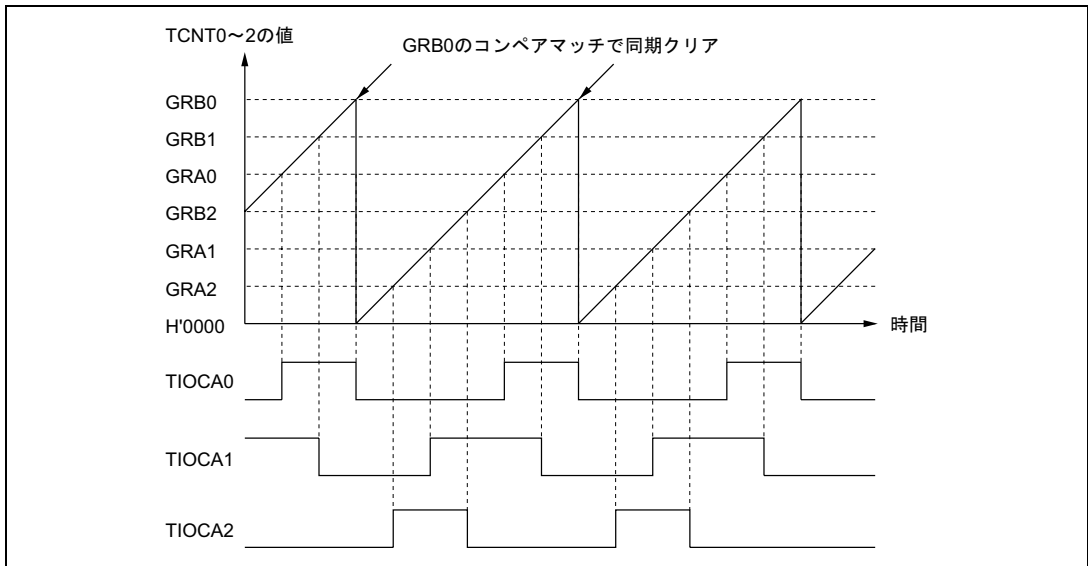 TCNT0～2の値
GRB0のコンペアマッチで同期クリア
GRB0
GRB1
GRA0
GRB2
GRA1
GRA2
H'0000
時間
TIOCA0
TIOCA1
TIOCA2